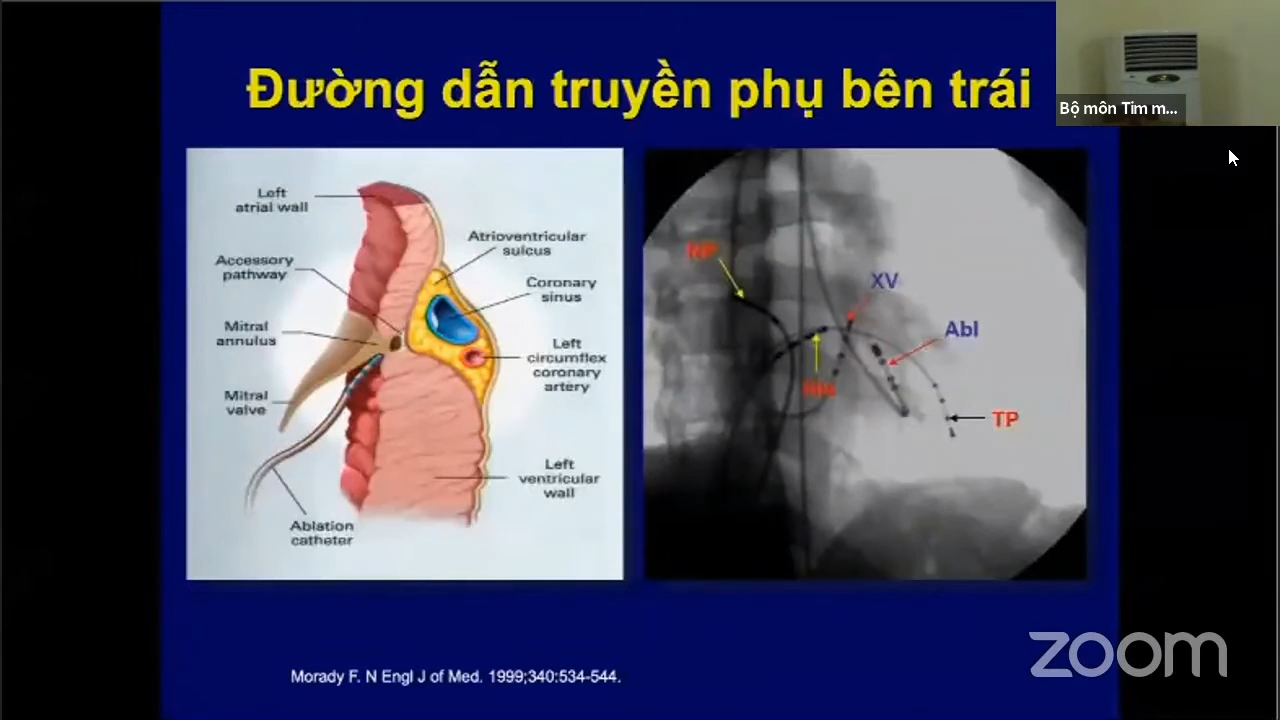 Đường dẫn truyền phụ bên trái
Bộ môn Tim m...
Left
atrial wall
Atrioventricular
sulcus
Accessory
pathway
Coronary
sinus
Mitral
annulus
Left
circumflex
coronary
artery
Mitral
valve
Left
ventricular
wall
Ablation
catheter
NP
XV
Abl
His
TP
Morady F. N Engl J of Med. 1999;340:534-544.
zoom